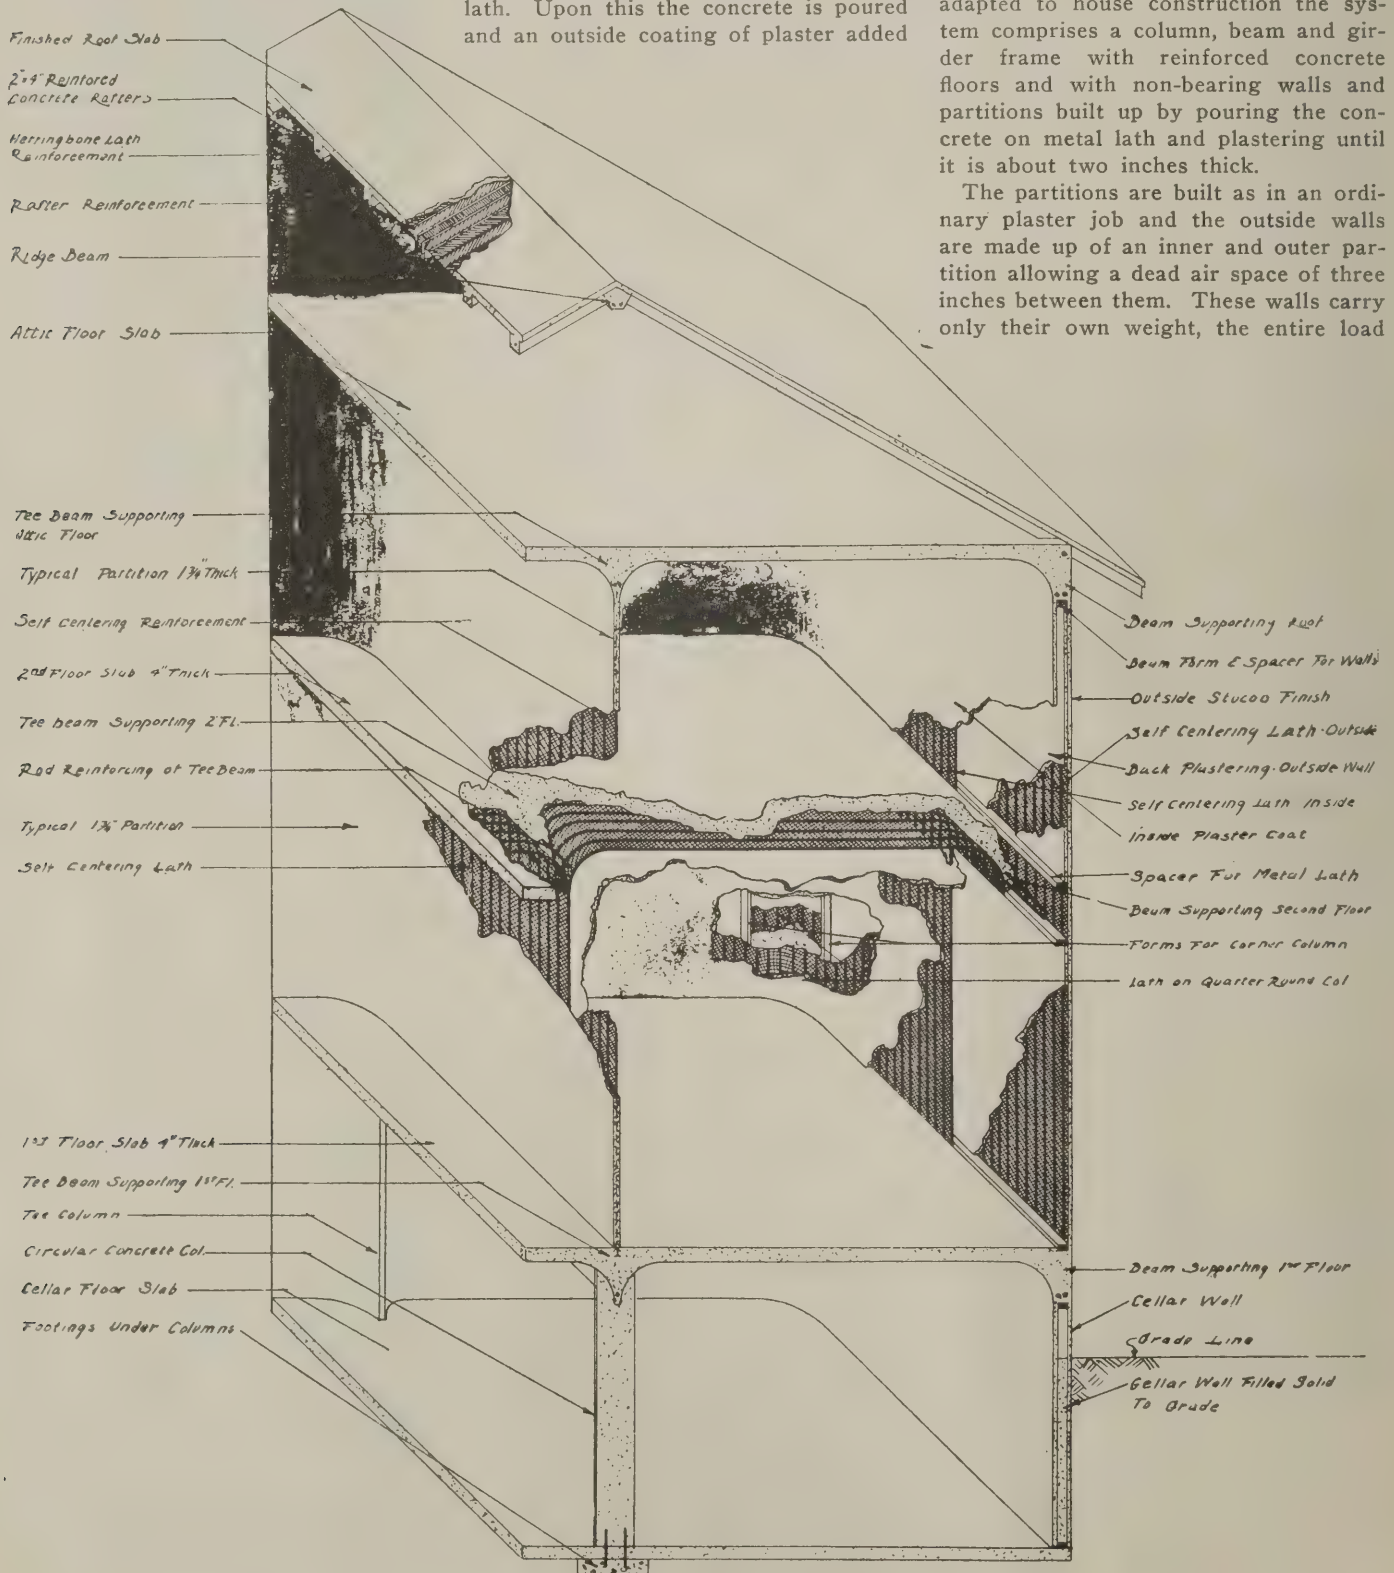 lath. Upon this the concrete is poured
and an outside coating of plaster added
adapted to house construction the sys-
tem comprises a column, beam and gir-
der frame with reinforced concrete
floors and with non-bearing walls and
partitions built up by pouring the con-
crete on metal lath and plastering until
it is about two inches thick.
The partitions are built as in an ordi-
nary plaster job and the outside walls
are made up of an inner and outer par-
tition allowing a dead air space of three
inches between them. These walls carry
only their own weight, the entire load
Finished Roof Slab
2"x4" Reinforced
Concrete Rafters
Herringbone Lath
Reinforcement
Rafter Reinforcement
Ridge Beam
Attic Floor Slab
Tee Beam Supporting
Attic Floor
Typical Partition 1¾" Thick
Self Centering Reinforcement
2nd Floor Slab 4" Thick
Tee beam Supporting 2" Fl.
Rod Reinforcing of Tee Beam
Typical 1¾" Partition
Self Centering Lath
1st Floor Slab 4" Thick
Tee Beam Supporting 1st Fl.
Tee Column
Circular Concrete Col.
Cellar Floor Slab
Footings Under Columns
Beam Supporting Roof
Beam Form & Spacer For Walls
Outside Stucco Finish
Self Centering Lath-Outside
Back Plastering-Outside Wall
Self Centering Lath Inside
Inside Plaster Coat
Spacer For Metal Lath
Beam Supporting Second Floor
Forms For Corner Column
Lath on Quarter Round Col
Beam Supporting 1st Floor
Cellar Wall
Grade Line
Cellar Wall Filled Solid
To Grade